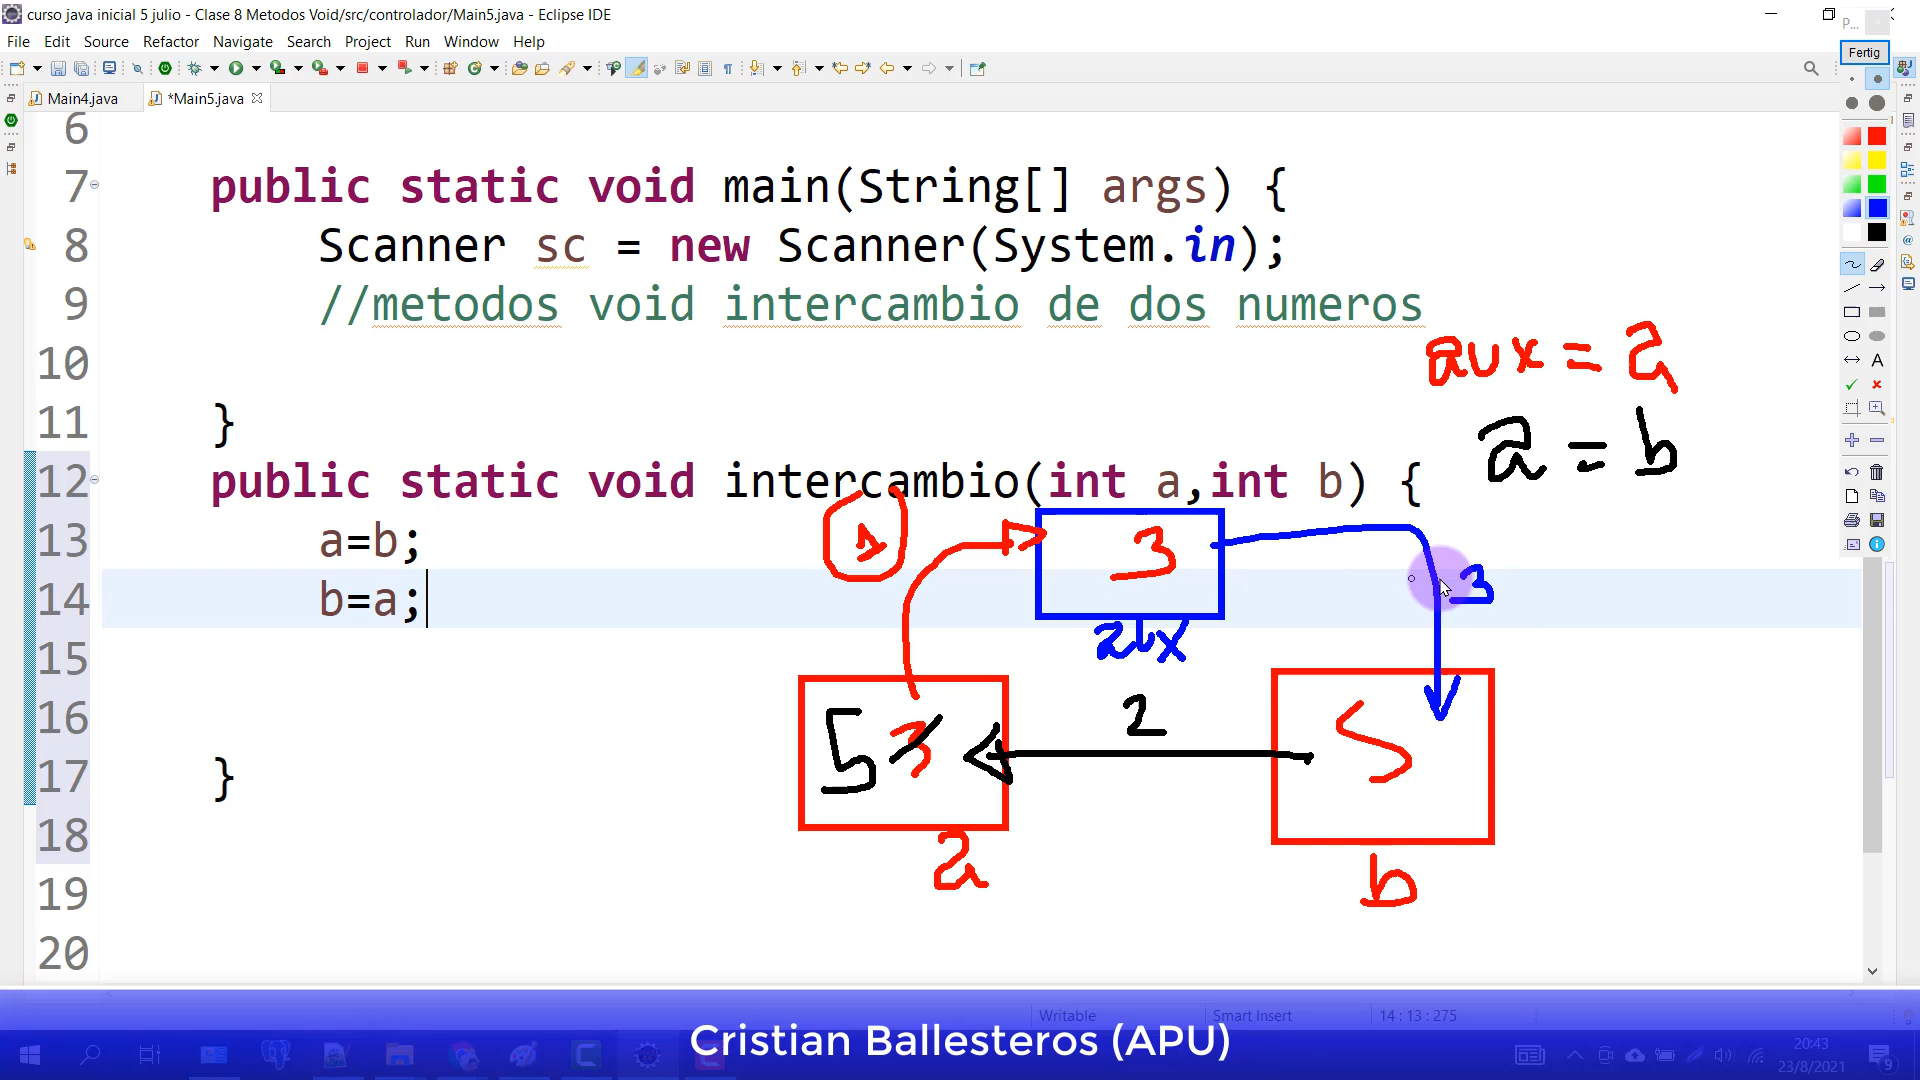 curso java inicial 5 julio - Clase 8 Metodos Void/src/controlador/Main5.java - Eclipse IDE
File Edit Source Refactor Navigate Search Project Run Window Help
Fertig
Main4.java *Main5.java
6
7 public static void main(String[] args) {
8 Scanner sc = new Scanner(System.in);
9 //metodos void intercambio de dos numeros
aux = a
10
a = b
11 }
12 public static void intercambio(int a,int b) {
13 a=b;
1 3
14 b=a;
3
15
aux
16
5 3 2 5
17 }
18
a b
19
20
Writable Smart Insert 14 : 13 : 275
Cristian Ballesteros (APU)
20:43
23/8/2021